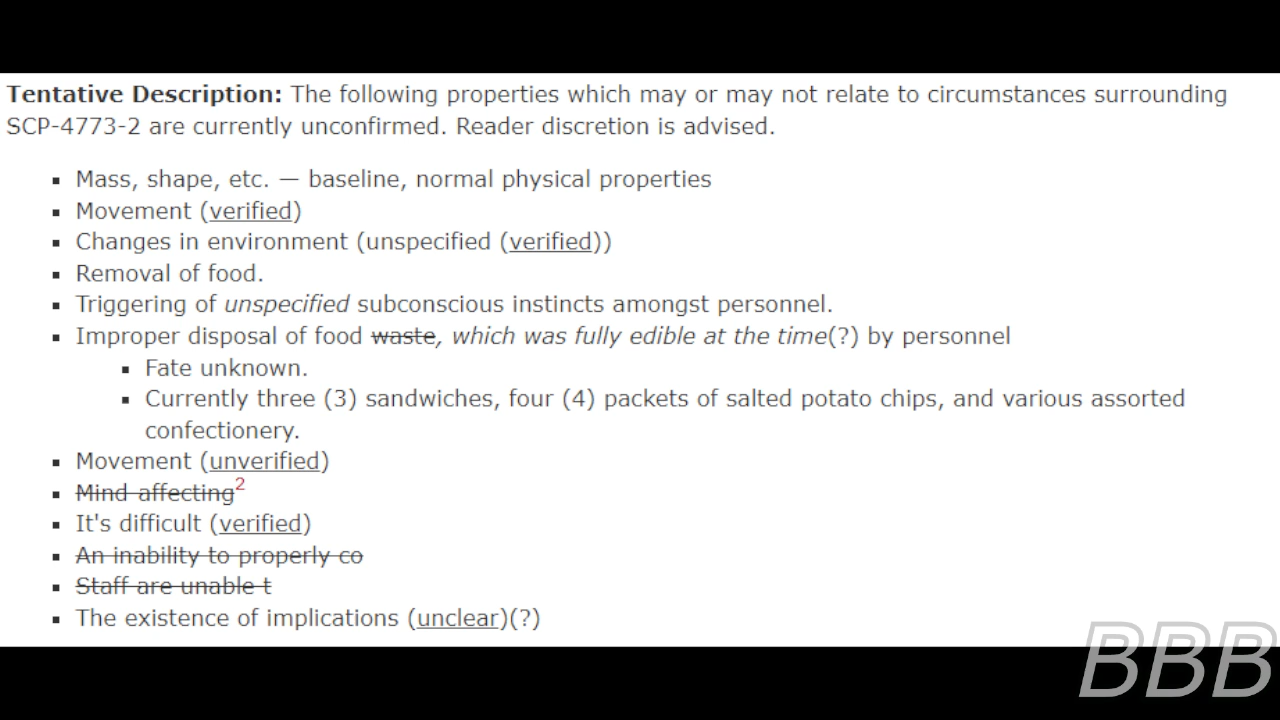 Tentative Description: The following properties which may or may not relate to circumstances surrounding
SCP-4773-2 are currently unconfirmed. Reader discretion is advised.
▪ Mass, shape, etc. — baseline, normal physical properties
▪ Movement (verified)
▪ Changes in environment (unspecified (verified))
▪ Removal of food.
▪ Triggering of unspecified subconscious instincts amongst personnel.
▪ Improper disposal of food waste, which was fully edible at the time(?) by personnel
▪ Fate unknown.
▪ Currently three (3) sandwiches, four (4) packets of salted potato chips, and various assorted
confectionery.
▪ Movement (unverified)
▪ Mind affecting2
▪ It's difficult (verified)
▪ An inability to properly co
▪ Staff are unable t
▪ The existence of implications (unclear)(?)
BBB